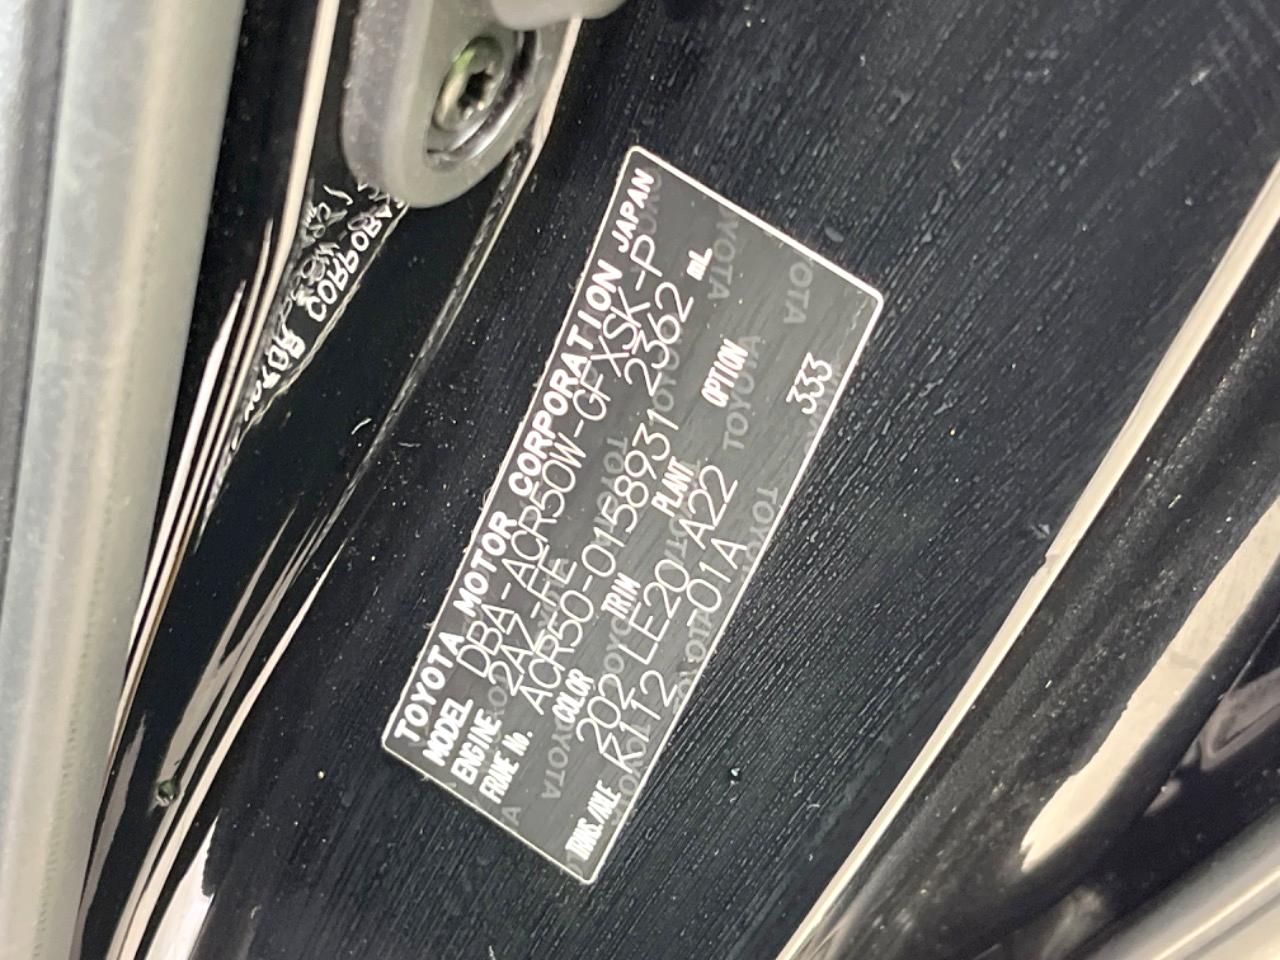 TOYOTA MOTOR CORPORATION JAPAN
MODEL DBA-ACR50W-GFXSK-P
ENGINE 2AZ-FE 2362 mL
FRAME No. ACR50-0158931
COLOR TRIM PLANT OPTION
202 LE20 A22 333
TRANS./AXLE K112 -01A